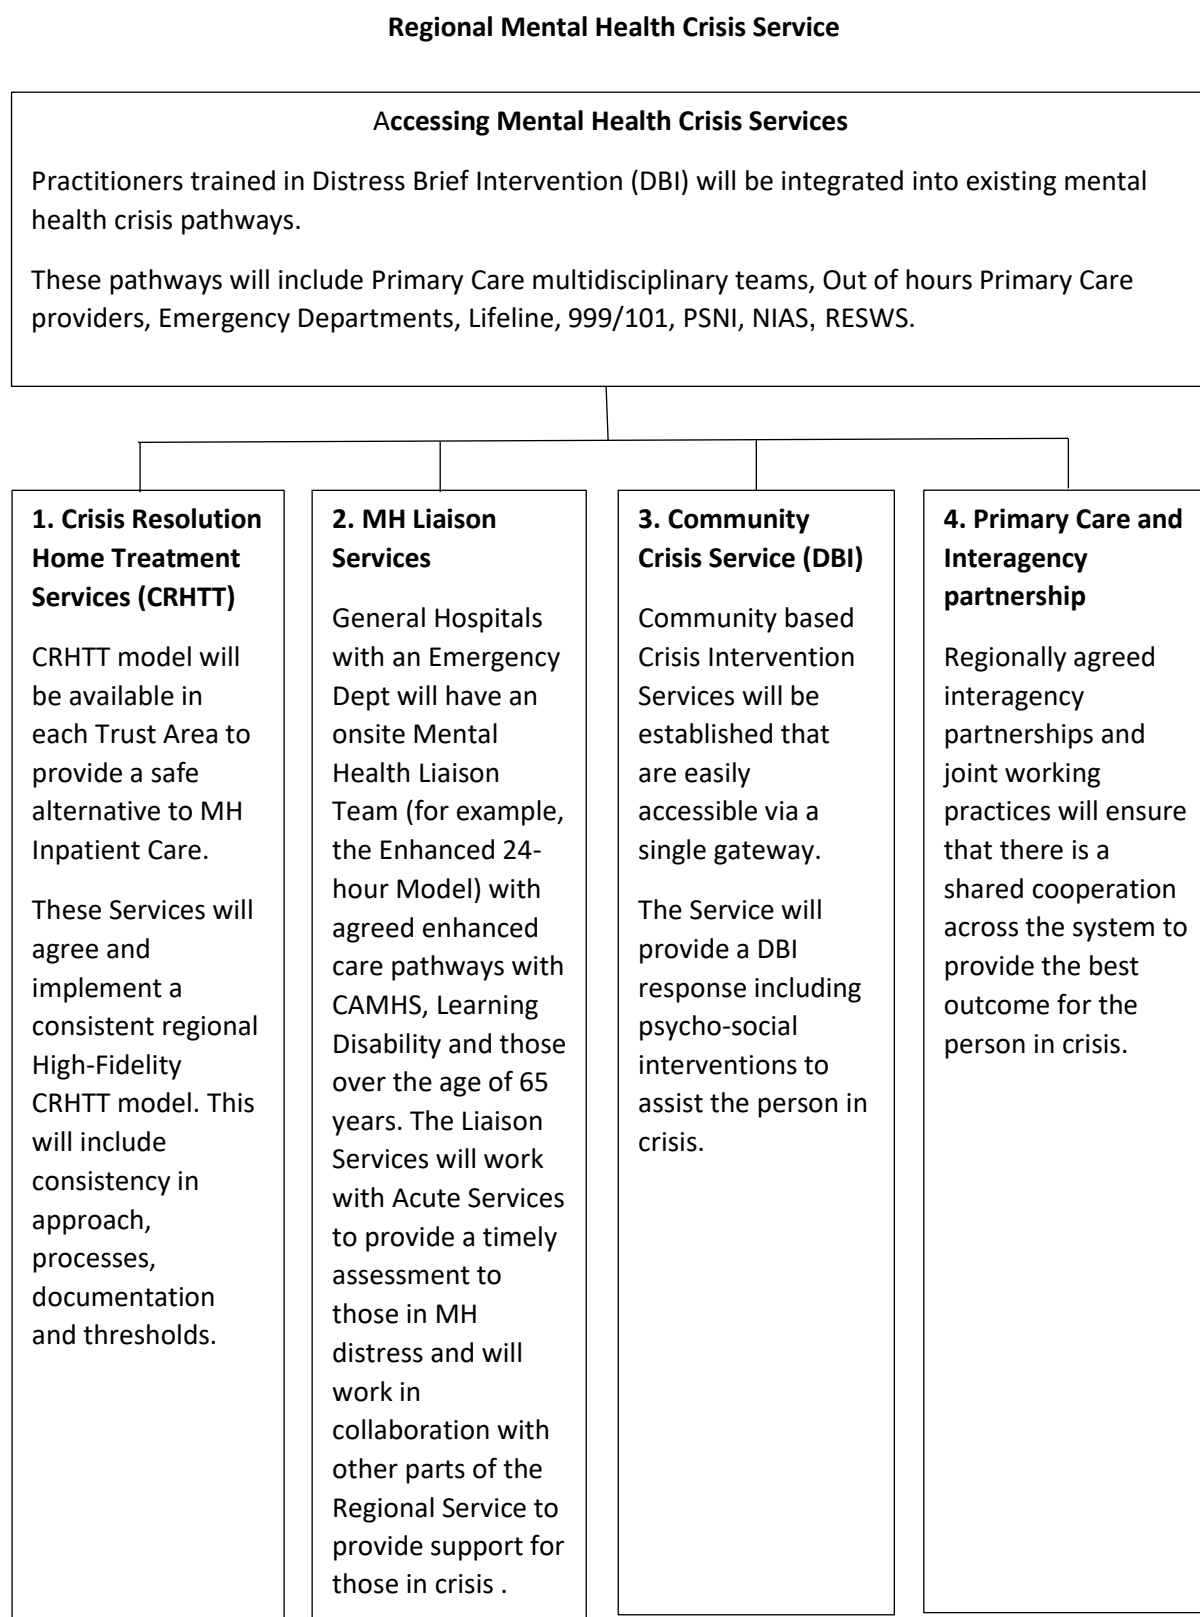 Regional Mental Health Crisis Service
Accessing Mental Health Crisis Services
Practitioners trained in Distress Brief Intervention (DBI) will be integrated into existing mental
health crisis pathways.
These pathways will include Primary Care multidisciplinary teams, Out of hours Primary Care
providers, Emergency Departments, Lifeline, 999/101, PSNI, NIAS, RESWS.
1. Crisis Resolution
Home Treatment
Services (CRHTT)
CRHTT model will
be available in
each Trust Area to
provide a safe
alternative to MH
Inpatient Care.
These Services will
agree and
implement a
consistent regional
High-Fidelity
CRHTT model. This
will include
consistency in
approach,
processes,
documentation
and thresholds.
2. MH Liaison
Services
General Hospitals
with an Emergency
Dept will have an
onsite Mental
Health Liaison
Team (for example,
the Enhanced 24-
hour Model) with
agreed enhanced
care pathways with
CAMHS, Learning
Disability and those
over the age of 65
years. The Liaison
Services will work
with Acute Services
to provide a timely
assessment to
those in MH
distress and will
work in
collaboration with
other parts of the
Regional Service to
provide support for
those in crisis .
3. Community
Crisis Service (DBI)
Community based
Crisis Intervention
Services will be
established that
are easily
accessible via a
single gateway.
The Service will
provide a DBI
response including
psycho-social
interventions to
assist the person in
crisis.
4. Primary Care and
Interagency
partnership
Regionally agreed
interagency
partnerships and
joint working
practices will ensure
that there is a
shared cooperation
across the system to
provide the best
outcome for the
person in crisis.